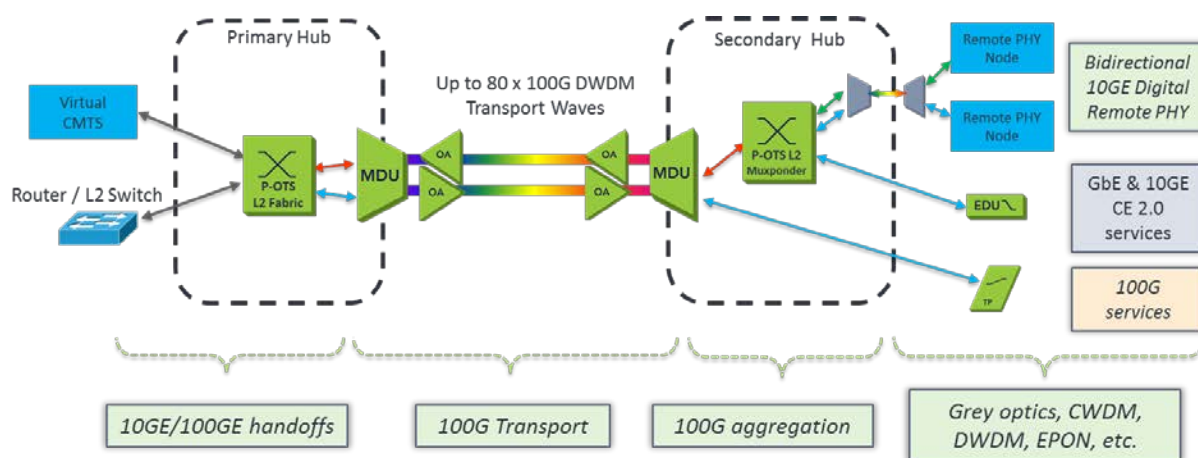 Primary Hub
Secondary Hub
Up to 80 x 100G DWDM
Transport Waves
Virtual
CMTS
Router / L2 Switch
P-OTS
L2 Fabric
MDU
OA
OA
OA
OA
MDU
P-OTS L2
Muxponder
Remote PHY
Node
Remote PHY
Node
EDU
TP
Bidirectional
10GE Digital
Remote PHY
GbE & 10GE
CE 2.0
services
100G
services
10GE/100GE handoffs
100G Transport
100G aggregation
Grey optics, CWDM,
DWDM, EPON, etc.